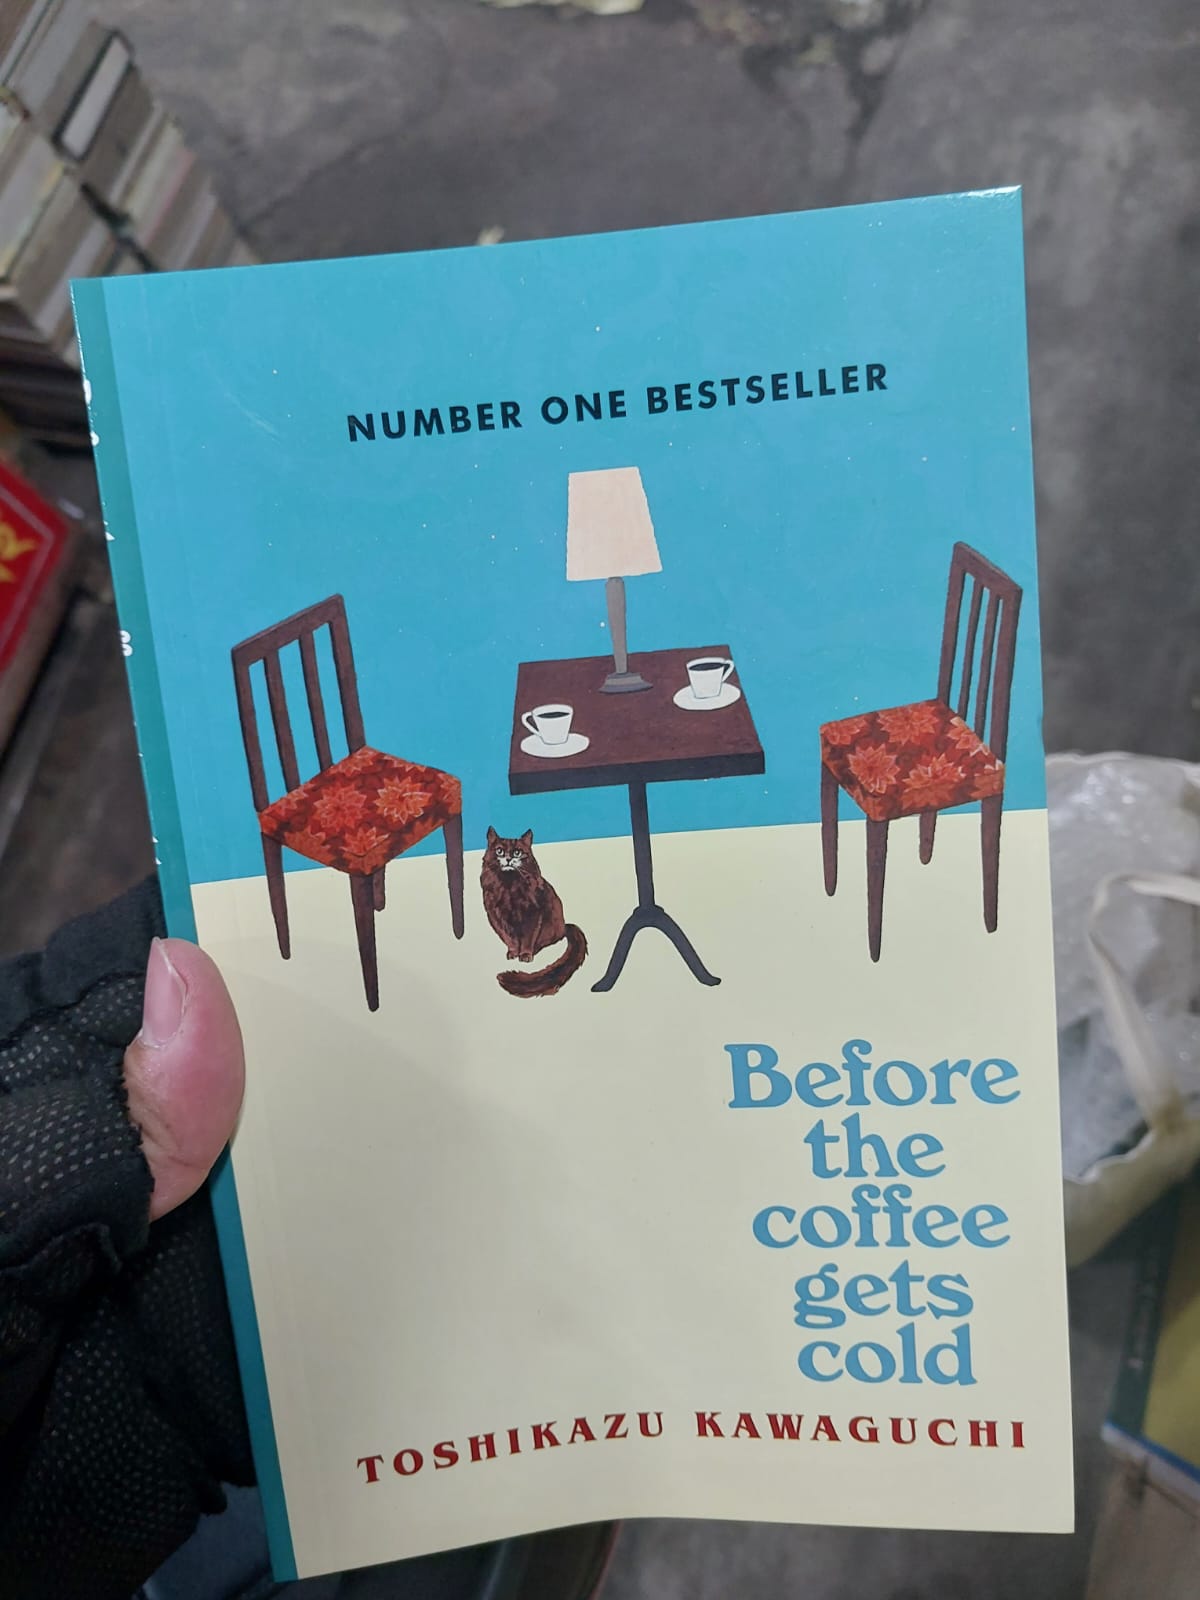 NUMBER ONE BESTSELLER
Before
the
coffee
gets
cold
TOSHIKAZU KAWAGUCHI